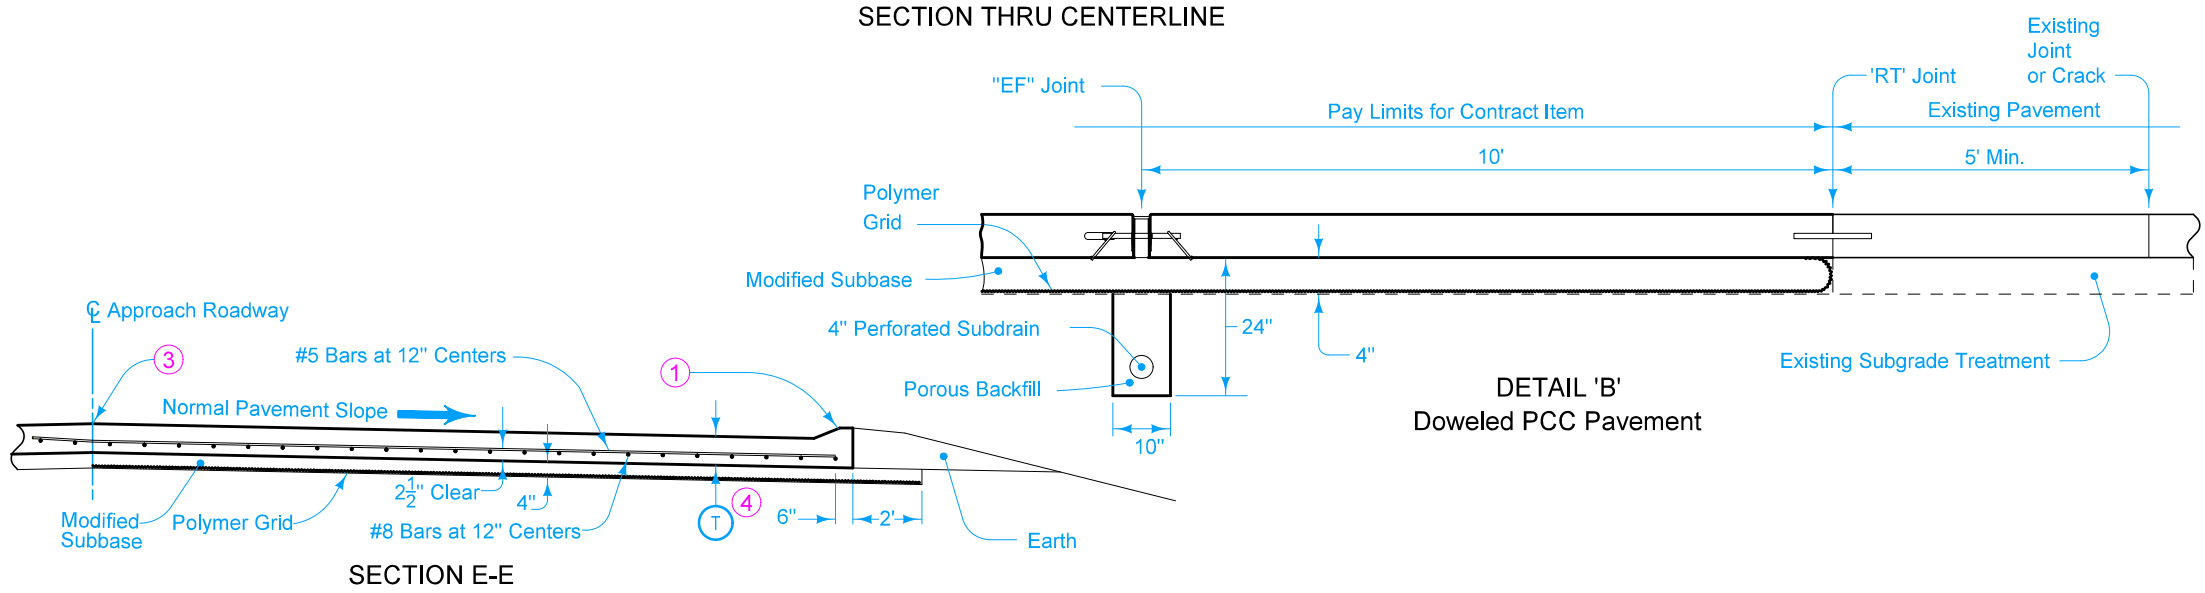 SECTION THRU CENTERLINE
Existing
Joint
or Crack
"EF" Joint
'RT' Joint
Pay Limits for Contract Item
Existing Pavement
10'
5' Min.
Polymer
Grid
Modified Subbase
4" Perforated Subdrain
24"
4"
Porous Backfill
Existing Subgrade Treatment
10"
DETAIL 'B'
Doweled PCC Pavement
℄ Approach Roadway
3
#5 Bars at 12" Centers
1
Normal Pavement Slope
2 1/2" Clear
4"
4
T
6"
2'
Modified
Subbase
Polymer Grid
#8 Bars at 12" Centers
Earth
SECTION E-E